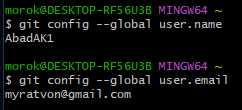 morok@DESKTOP-RF56U3B MINGW64 ~
$ git config --global user.name
AbadAK1

morok@DESKTOP-RF56U3B MINGW64 ~
$ git config --global user.email
myratvon@gmail.com